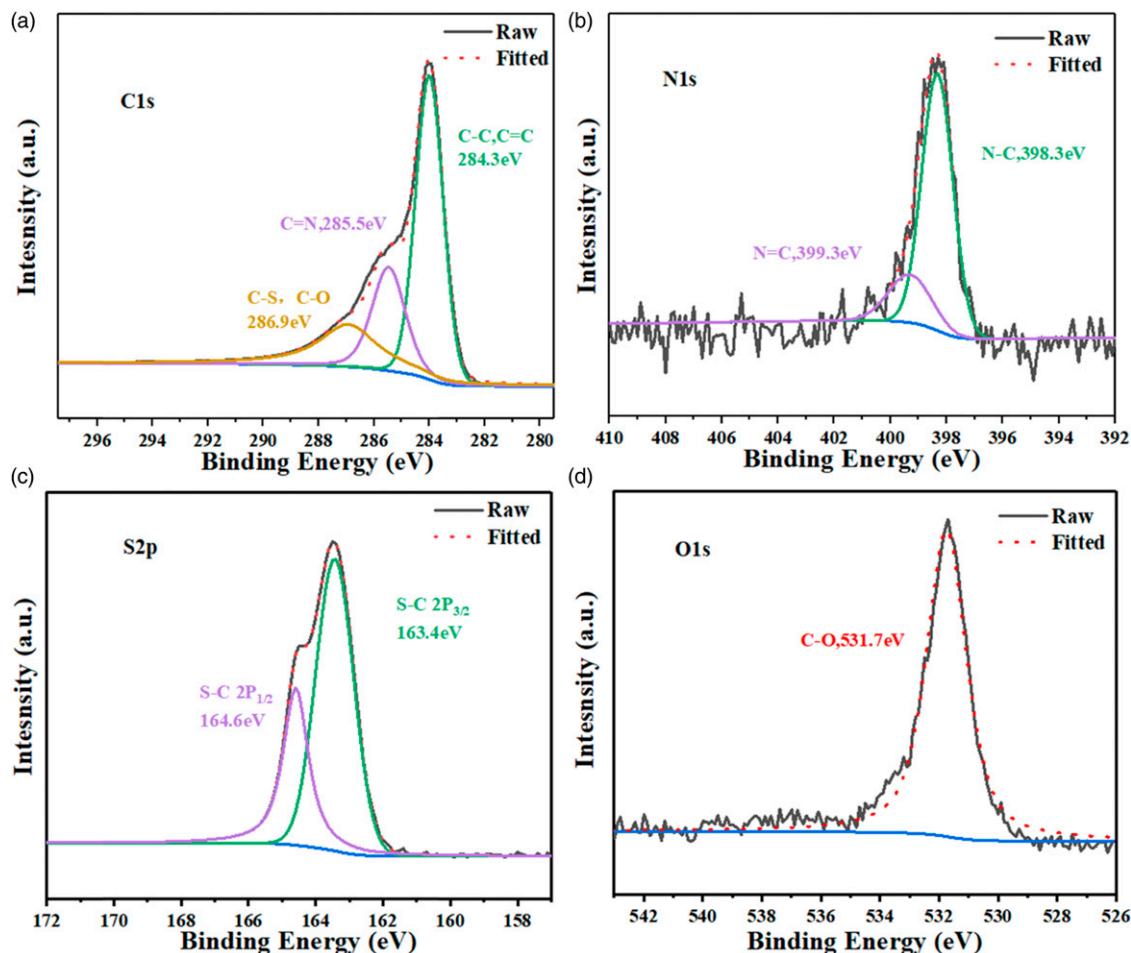 (a)
Raw
Fitted
C1s
C-C,C=C
284.3eV
C=N,285.5eV
C-S, C-O
286.9eV
Intesnsity (a.u.)
296 294 292 290 288 286 284 282 280
Binding Energy (eV)
(b)
Raw
Fitted
N1s
N-C,398.3eV
N=C,399.3eV
Intesnsity (a.u.)
410 408 406 404 402 400 398 396 394 392
Binding Energy (eV)
(c)
Raw
Fitted
S2p
S-C 2P3/2
163.4eV
S-C 2P1/2
164.6eV
Intesnsity (a.u.)
172 170 168 166 164 162 160 158
Binding Energy (eV)
(d)
Raw
Fitted
O1s
C-O,531.7eV
Intesnsity (a.u.)
542 540 538 536 534 532 530 528 526
Binding Energy (eV)